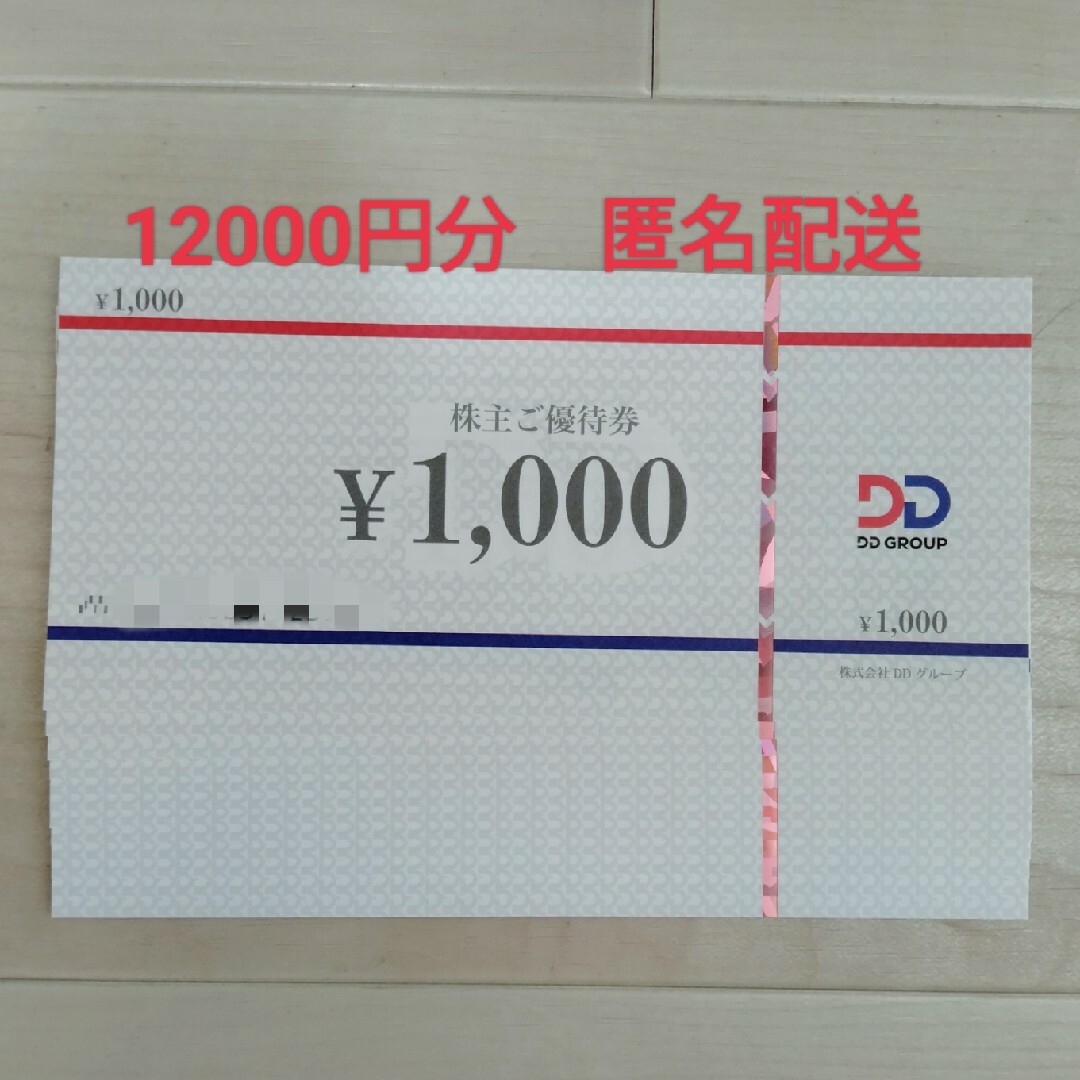 12000円分　匿名配送
¥1,000
株主ご優待券
¥1,000
DD
DD GROUP
¥1,000
株式会社DDグループ